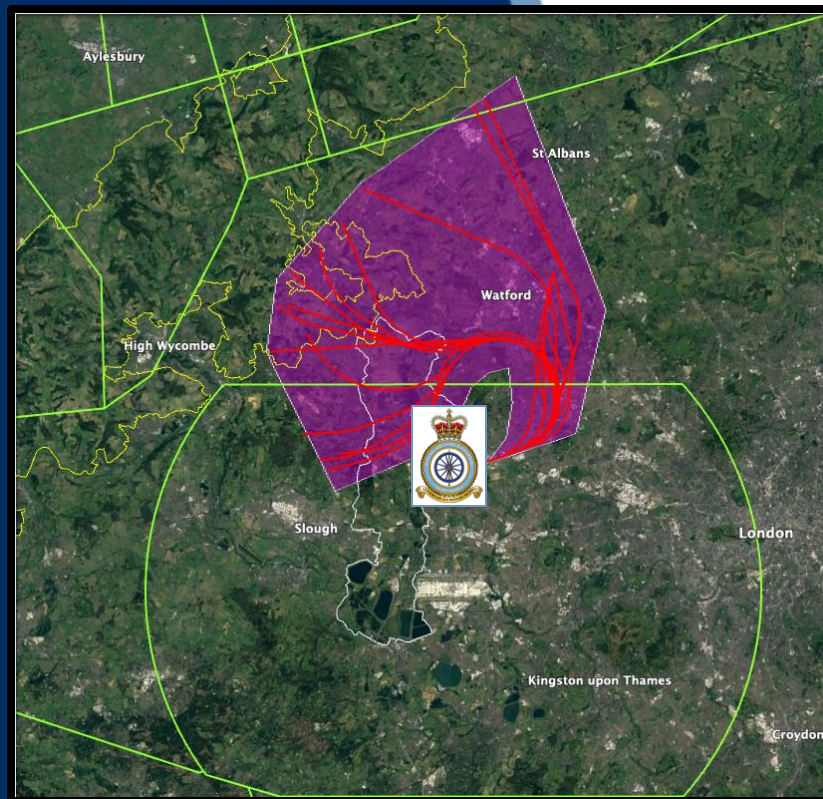 Aylesbury
St Albans
Watford
High Wycombe
Slough
London
Kingston upon Thames
Croydon